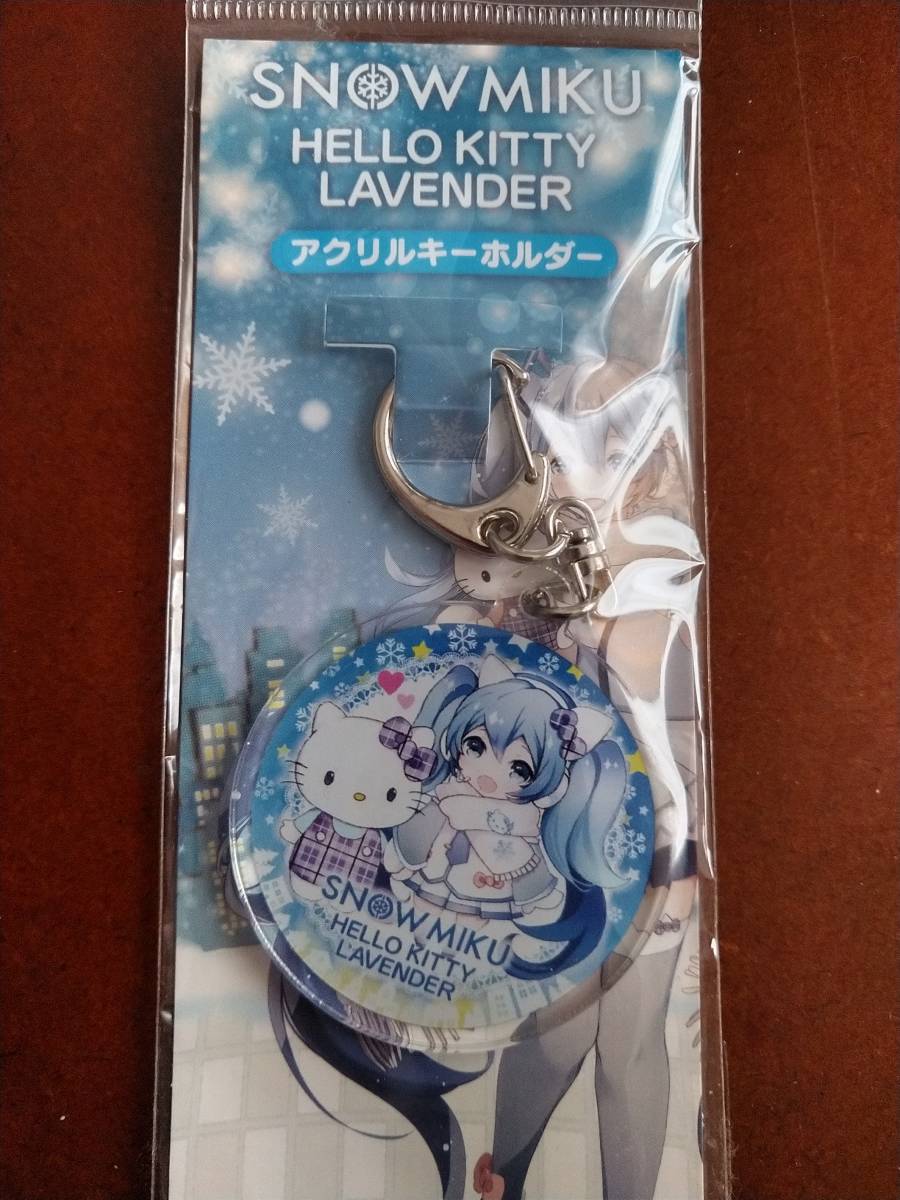 SNOW MIKU
HELLO KITTY
LAVENDER
アクリルキーホルダー
SNOW MIKU
HELLO KITTY
LAVENDER